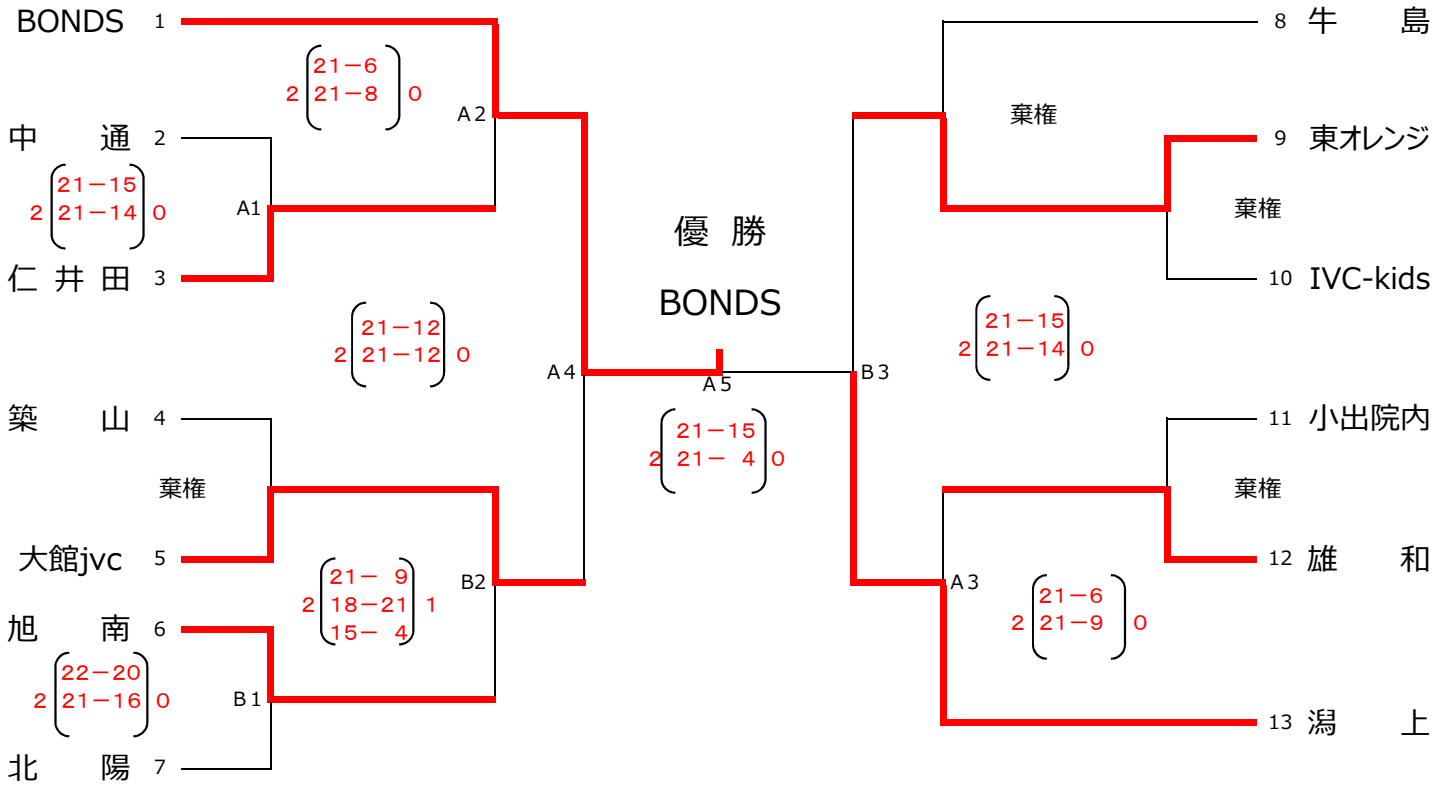 BONDS 1
2 21－6 0
21－8
A2
中 通 2
2 21－15 0
21－14
A1
仁井田 3
2 21－12 0
21－12
A4
築 山 4
棄権
大館jvc 5
2 21－ 9 1
18－21
15－ 4
B2
旭 南 6
2 22－20 0
21－16
B1
北 陽 7
優 勝
BONDS
A5
2 21－15 0
21－ 4
8 牛 島
棄権
9 東オレンジ
棄権
10 IVC-kids
2 21－15 0
21－14
B3
11 小出院内
棄権
12 雄 和
A3
2 21－6 0
21－9
13 潟 上